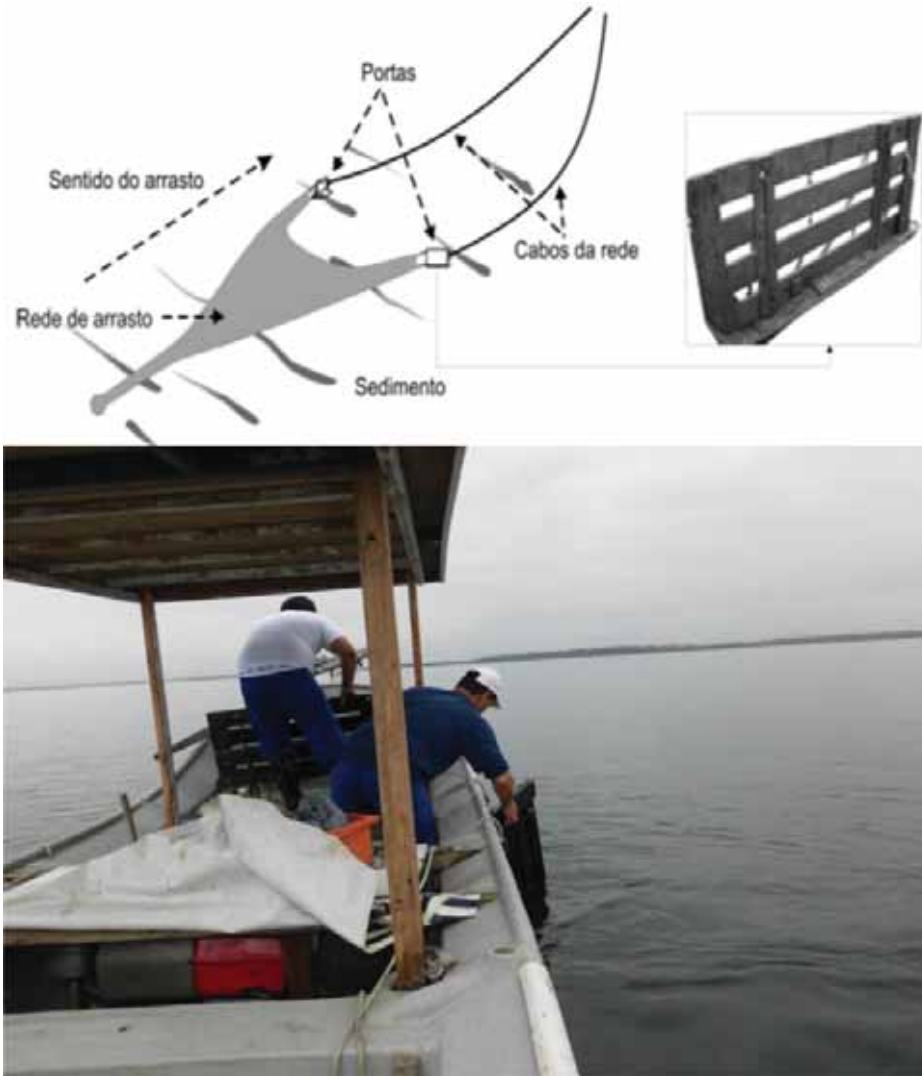 Portas
Sentido do arrasto
Cabos da rede
Rede de arrasto
Sedimento